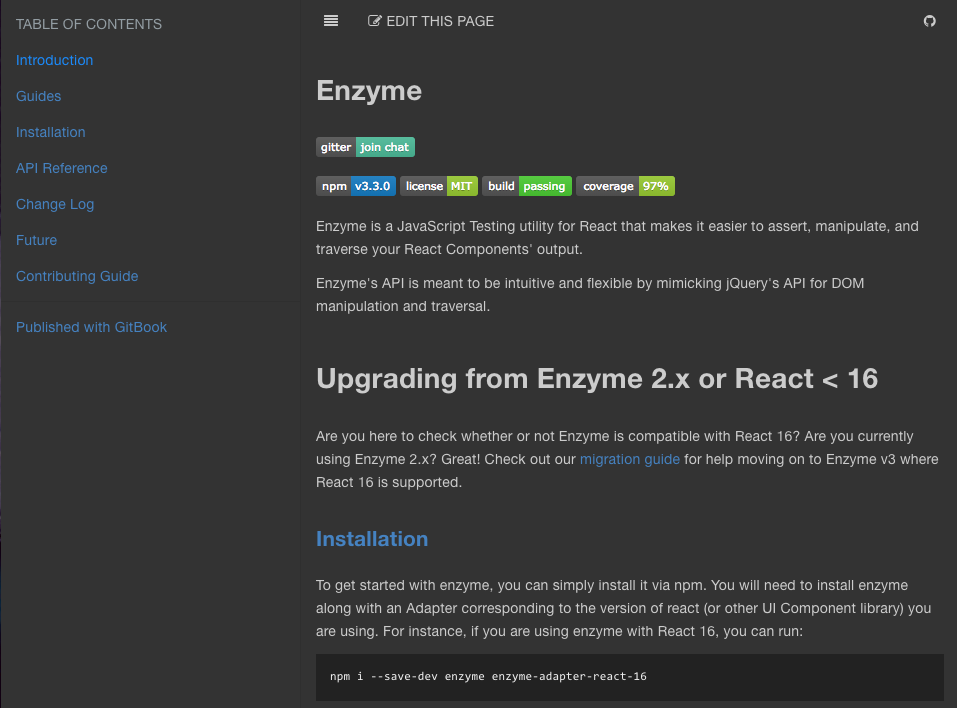 TABLE OF CONTENTS
Introduction
Guides
Installation
API Reference
Change Log
Future
Contributing Guide
Published with GitBook
EDIT THIS PAGE
Enzyme
gitter join chat
npm v3.3.0 license MIT build passing coverage 97%
Enzyme is a JavaScript Testing utility for React that makes it easier to assert, manipulate, and
traverse your React Components' output.
Enzyme's API is meant to be intuitive and flexible by mimicking jQuery's API for DOM
manipulation and traversal.
Upgrading from Enzyme 2.x or React < 16
Are you here to check whether or not Enzyme is compatible with React 16? Are you currently
using Enzyme 2.x? Great! Check out our migration guide for help moving on to Enzyme v3 where
React 16 is supported.
Installation
To get started with enzyme, you can simply install it via npm. You will need to install enzyme
along with an Adapter corresponding to the version of react (or other UI Component library) you
are using. For instance, if you are using enzyme with React 16, you can run:
npm i --save-dev enzyme enzyme-adapter-react-16